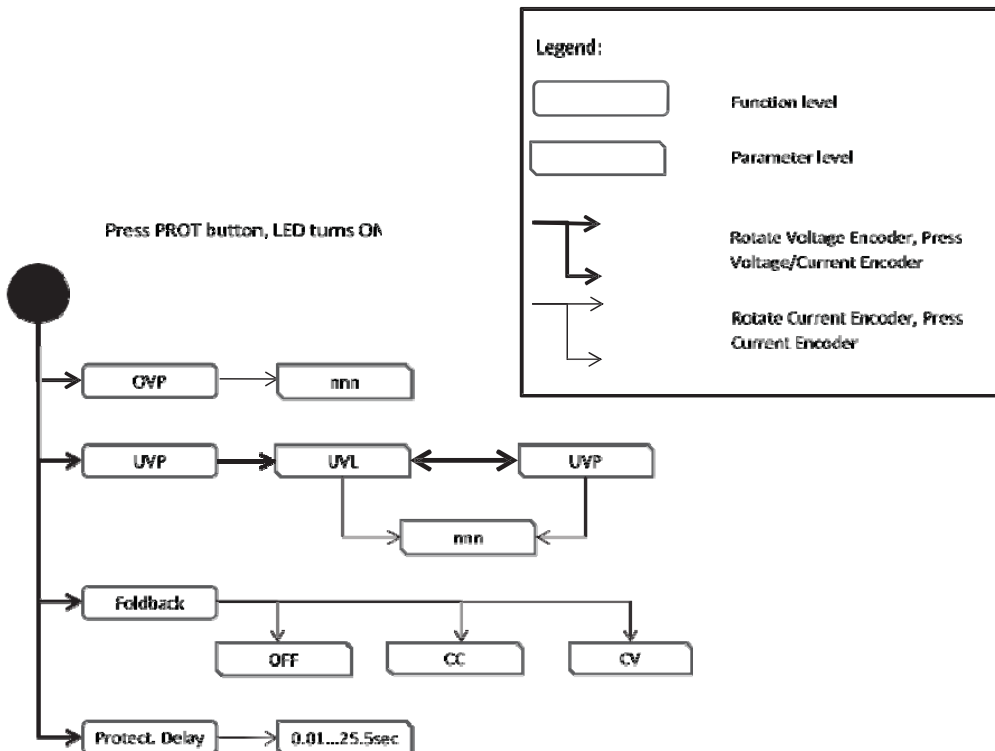 Legend:
Function level
Parameter level
Rotate Voltage Encoder, Press
Voltage/Current Encoder
Rotate Current Encoder, Press
Current Encoder
Press PROT button, LED turns ON
OVP
nnn
UVP
UVL
UVP
nnn
Foldback
OFF
CC
CV
Protect. Delay
0.01...25.5sec